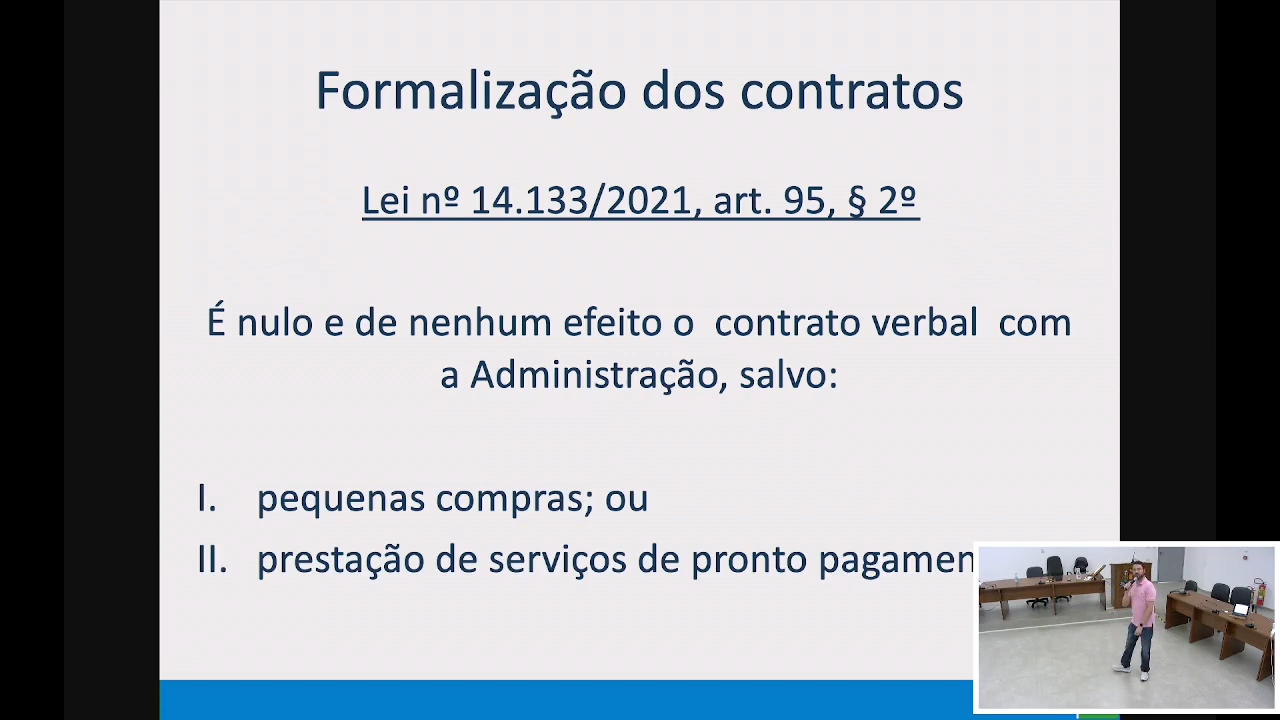 Formalização dos contratos
Lei nº 14.133/2021, art. 95, § 2º
É nulo e de nenhum efeito o contrato verbal com
a Administração, salvo:
I. pequenas compras; ou
II. prestação de serviços de pronto pagamen